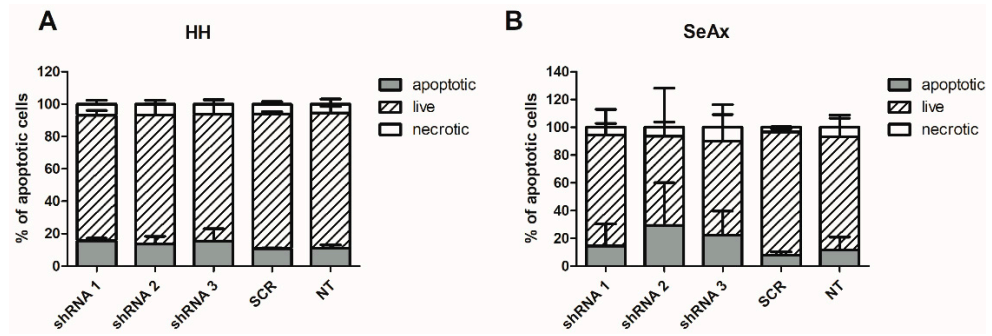 A
HH
% of apoptotic cells
120
100
80
60
40
20
0
shRNA 1
shRNA 2
shRNA 3
SCR
NT
apoptotic
live
necrotic
B
SeAx
% of apoptotic cells
140
120
100
80
60
40
20
0
shRNA 1
shRNA 2
shRNA 3
SCR
NT
apoptotic
live
necrotic